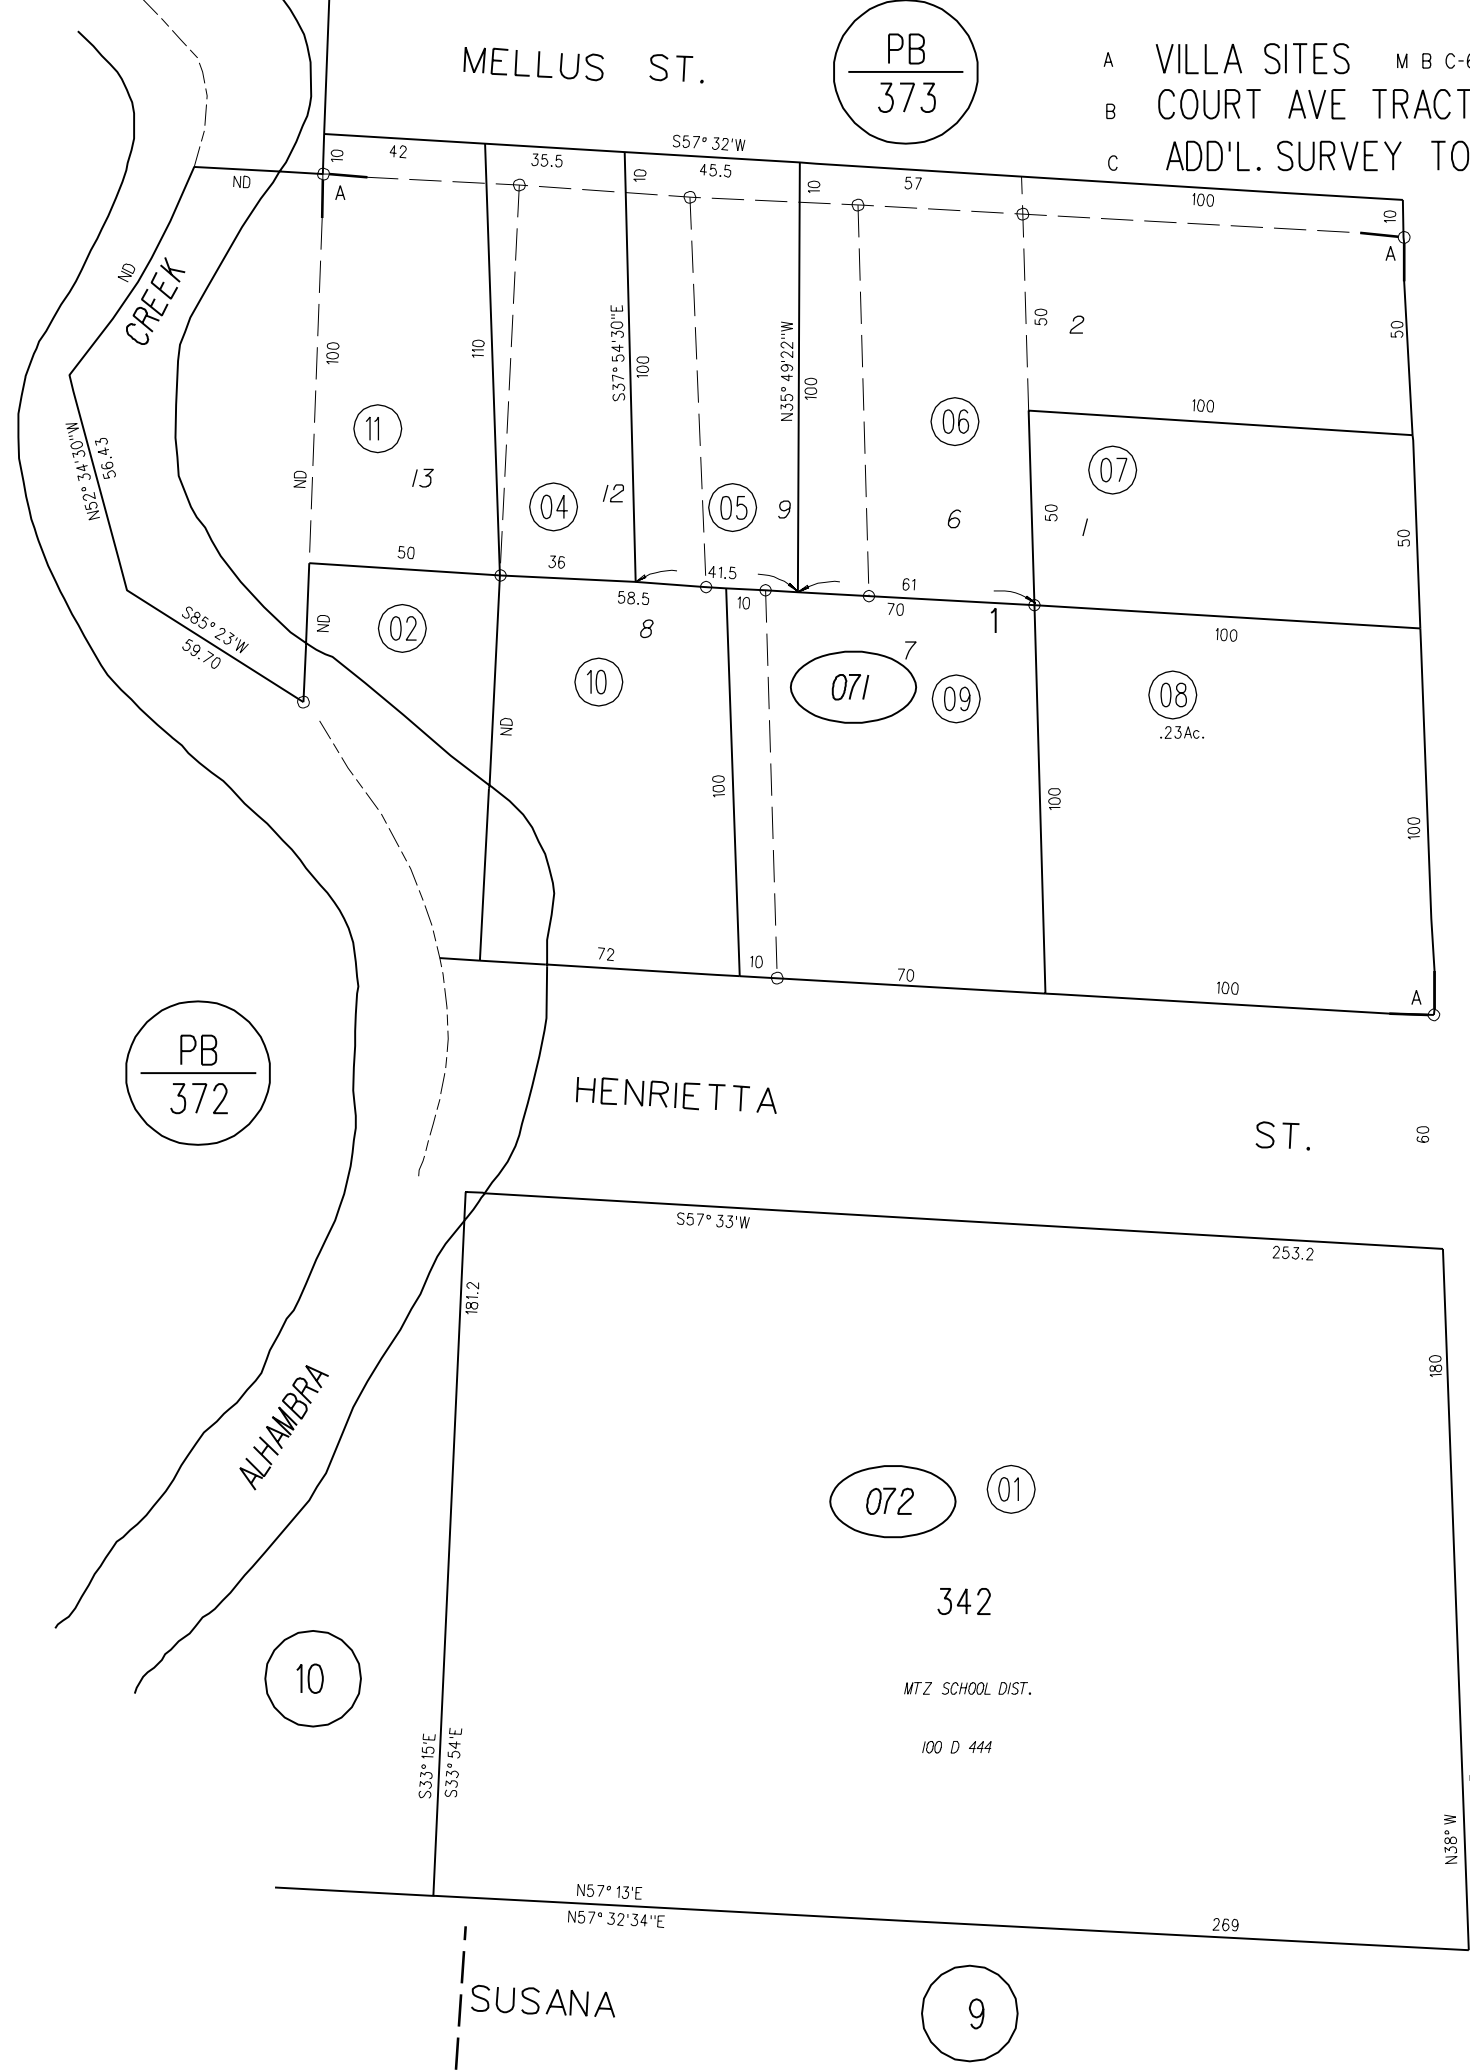 MELLUS ST.
PB
373
A VILLA SITES M B C-6
B COURT AVE TRACT
C ADD'L. SURVEY TO
S57° 32'W
10
42
35.5
10
45.5
10
57
100
10
ND
A
A
ND
CREEK
100
110
S37° 54'30"E
100
N35° 49'22"W
100
50
2
50
100
11
13
ND
04
12
05
9
06
6
07
50
1
50
N52° 34'30"W
56.43
50
36
41.5
61
58.5
10
70
1
100
S85° 23'W
59.70
ND
02
8
10
7
071
09
08
.23Ac.
ND
100
100
100
72
10
70
100
A
PB
372
HENRIETTA
ST.
60
S57° 33'W
253.2
181.2
180
ALHAMBRA
072
01
342
MTZ SCHOOL DIST.
100 D 444
10
S33° 15'E
S33° 54'E
N38° W
N57° 13'E
N57° 32'34"E
269
SUSANA
9